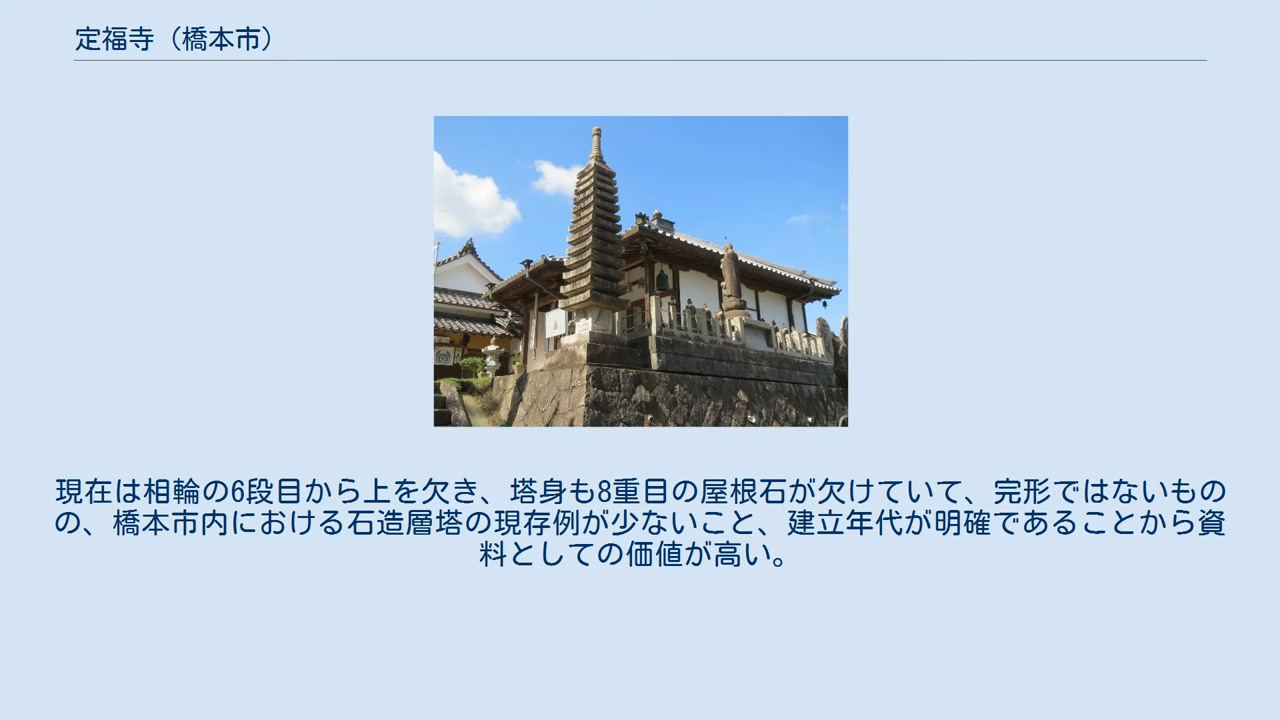 定福寺（橋本市）
現在は相輪の6段目から上を欠き、塔身も8重目の屋根石が欠けていて、完形ではないもの
の、橋本市内における石造層塔の現存例が少ないこと、建立年代が明確であることから資
料としての価値が高い。